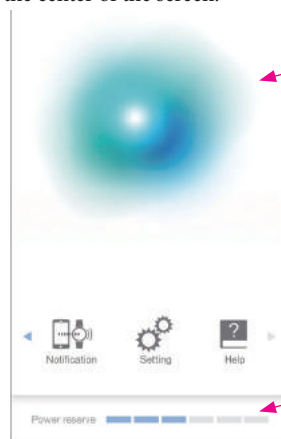 the center of the screen.
?
Notification Setting Help
Power reserve